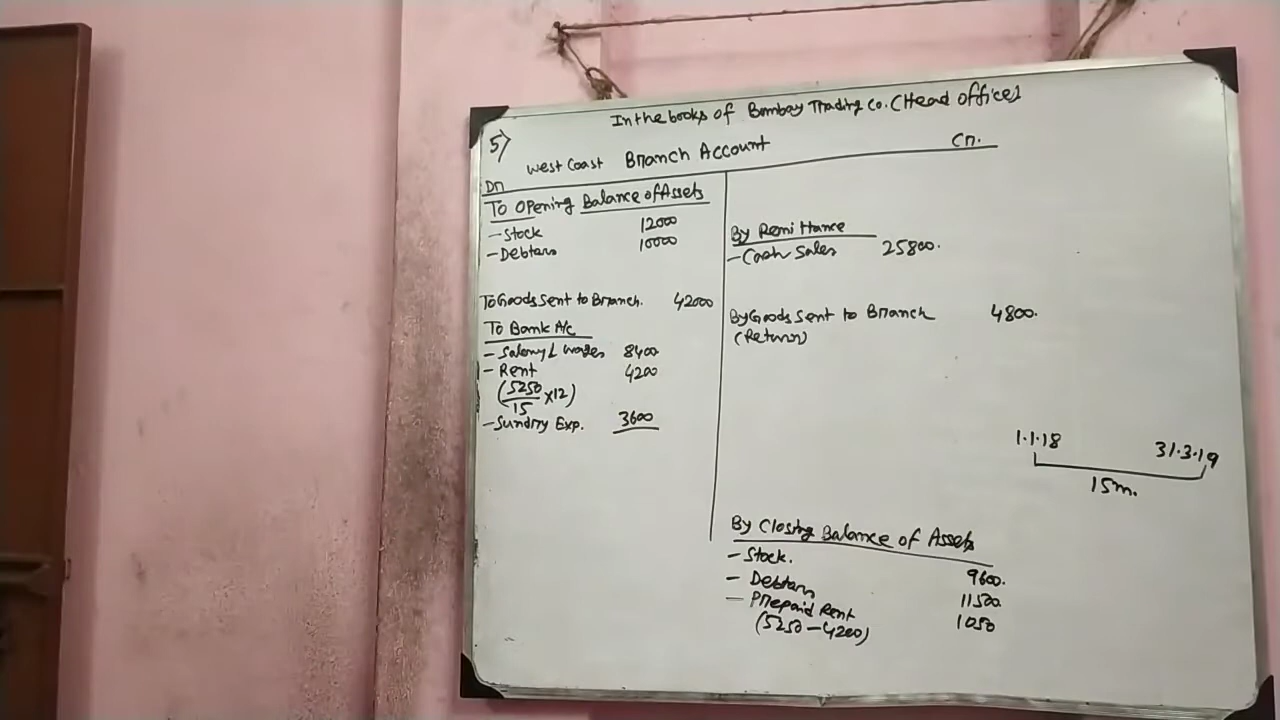 In the books of Bombay Trading Co. (Head office)
5)
West Coast Branch Account
Dr
Cr.
To Opening Balance of Assets
- Stock 12000
- Debtors 10000
To Goods Sent to Branch. 42000
To Bank A/c
- Salary & wages 8400
- Rent 4200
(5250/15 ×12)
- Sundry Exp. 3600
By Remittance
- Cash Sales 25800.
By Goods Sent to Branch 4800.
(Return)
1.1.18 31.3.19
15m.
By Closing Balance of Assets
- Stock. 9600.
- Debtors 11500
- Prepaid Rent 1050
(5250-4200)